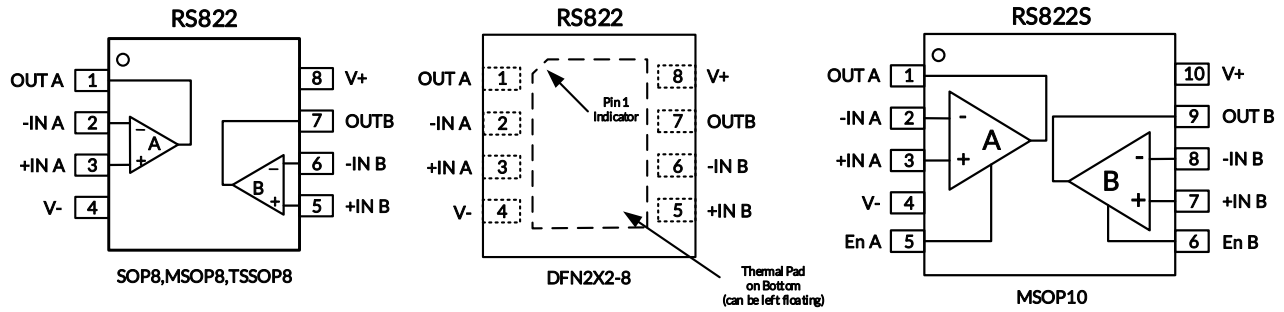 RS822
OUT A 1 8 V+
-IN A 2 7 OUTB
+IN A 3 6 -IN B
V- 4 5 +IN B
− A +
− B +
SOP8,MSOP8,TSSOP8
RS822
OUT A 1 8 V+
-IN A 2 7 OUTB
+IN A 3 6 -IN B
V- 4 5 +IN B
Pin 1
Indicator
DFN2X2-8
Thermal Pad
on Bottom
(can be left floating)
RS822S
OUT A 1 10 V+
-IN A 2 9 OUT B
+IN A 3 8 -IN B
V- 4 7 +IN B
En A 5 6 En B
- A +
- B +
MSOP10